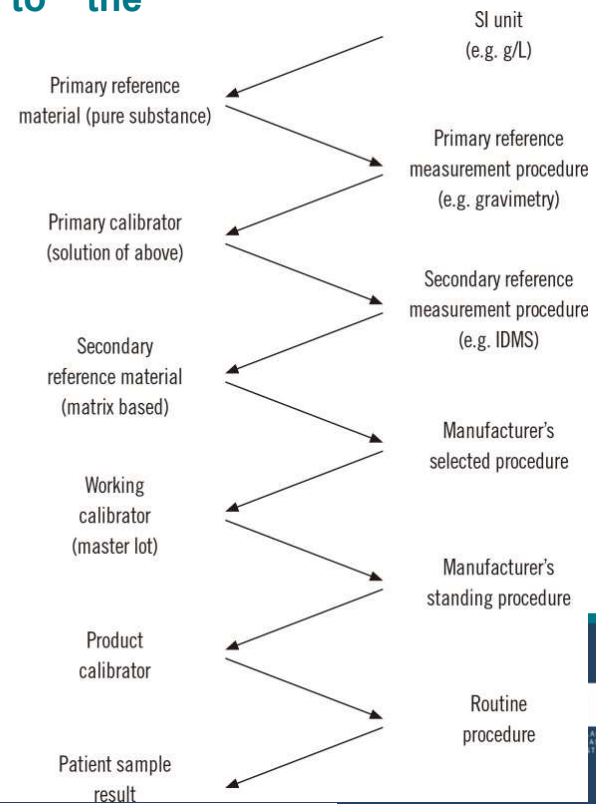 to the
SI unit
(e.g. g/L)
Primary reference
material (pure substance)
Primary reference
measurement procedure
(e.g. gravimetry)
Primary calibrator
(solution of above)
Secondary reference
measurement procedure
(e.g. IDMS)
Secondary
reference material
(matrix based)
Manufacturer's
selected procedure
Working
calibrator
(master lot)
Manufacturer's
standing procedure
Product
calibrator
Routine
procedure
Patient sample
result